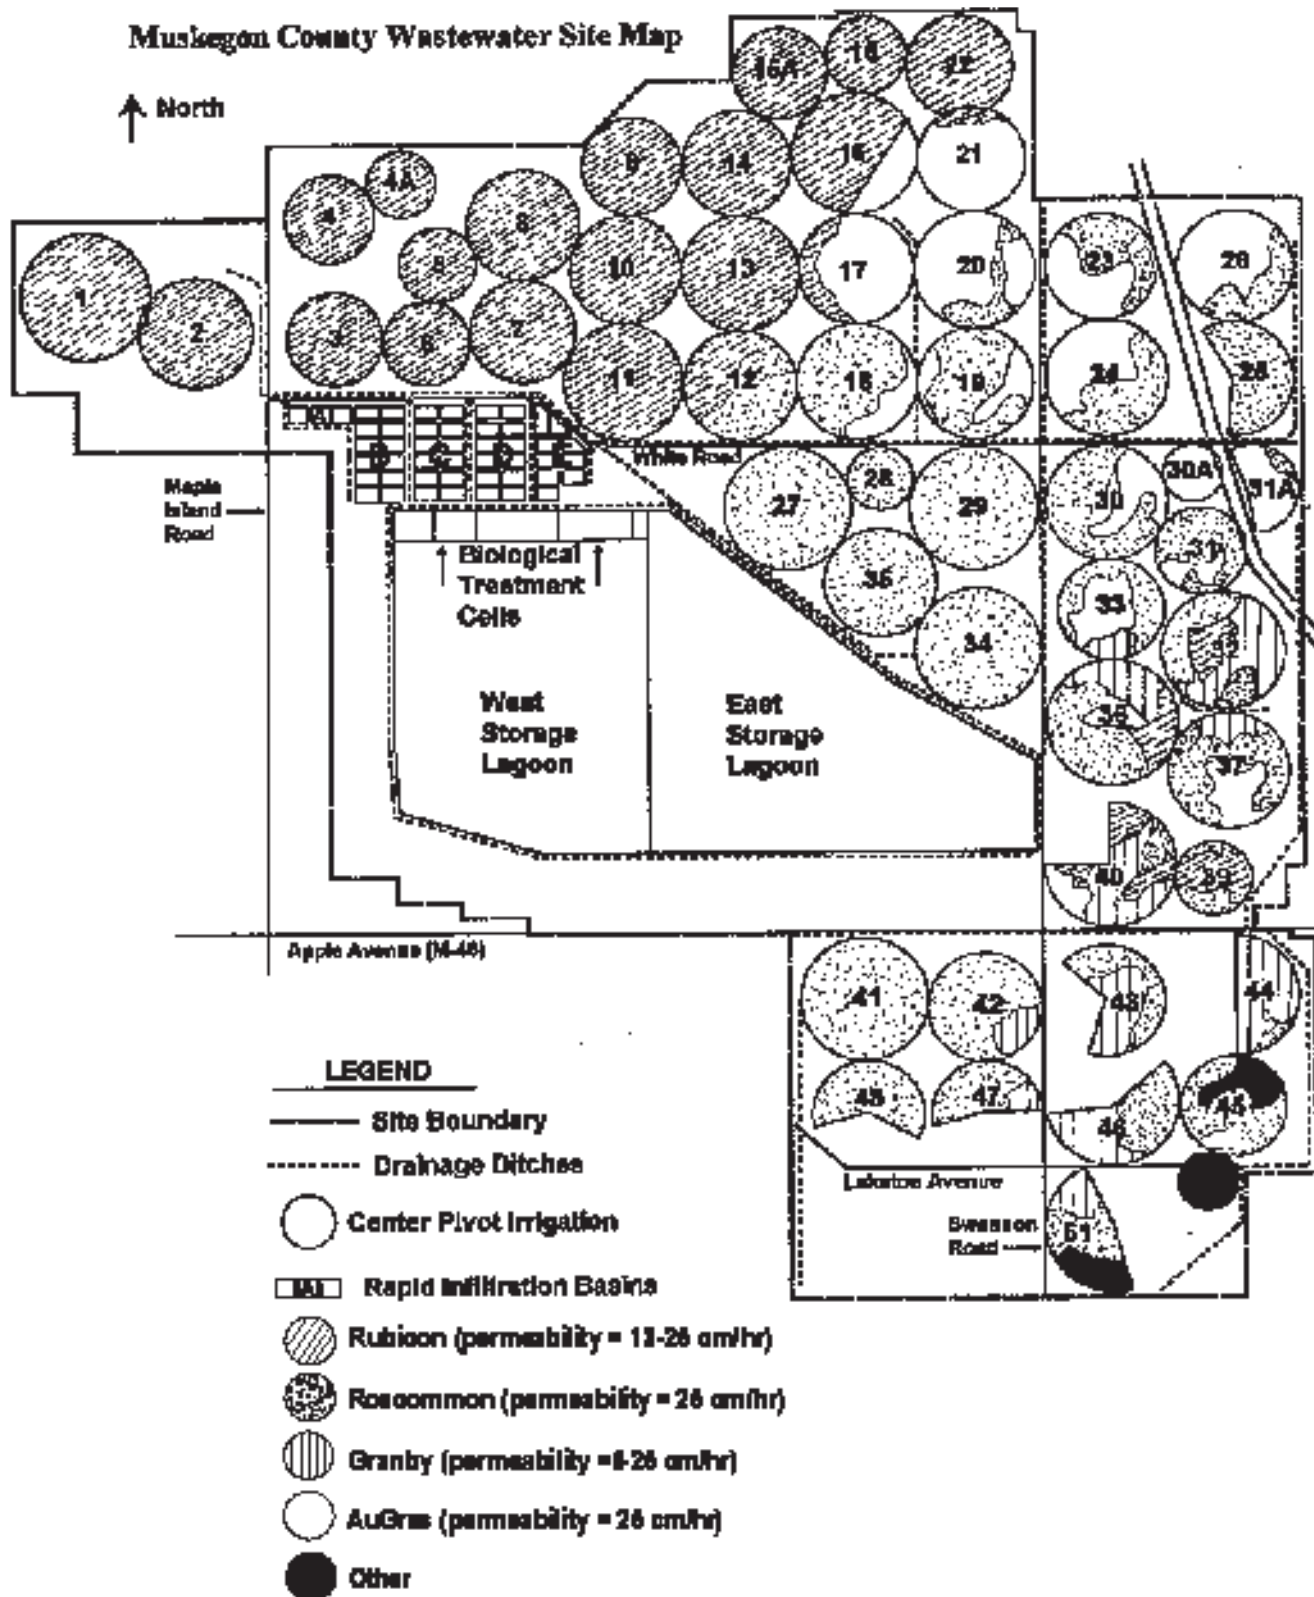 Muskegon County Wastewater Site Map
North
16A
22
9
14
16
21
4A
4
8
5
1
2
10
13
17
20
23
26
3
6
7
11
12
18
19
24
25
A
C
D
White Road
Maple
Island
Road
27
28
29
30
30A
31A
31
35
33
34
Biological
Treatment
Cells
West
Storage
Lagoon
East
Storage
Lagoon
36
37
40
39
Apple Avenue (M-46)
41
42
43
44
47
45
46
Swanson
Road
51
LEGEND
Site Boundary
Drainage Ditches
Center Pivot Irrigation
A
Rapid Infiltration Basins
Rubicon (permeability = 13-25 cm/hr)
Roscommon (permeability = 25 cm/hr)
Granby (permeability = cm/hr)
AuGres (permeability = 25 cm/hr)
Other